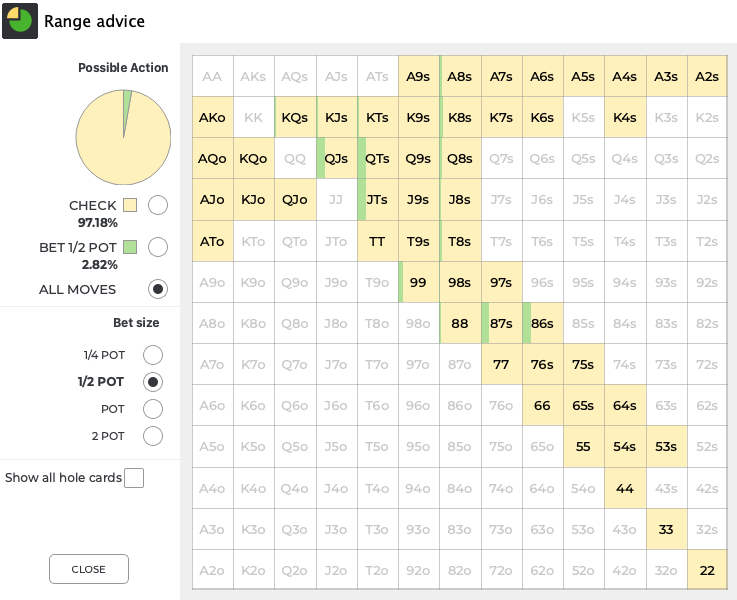 Range advice
Possible Action
CHECK
97.18%
BET 1/2 POT
2.82%
ALL MOVES
Bet size
1/4 POT
1/2 POT
POT
2 POT
Show all hole cards
CLOSE
AA AKs AQs AJs ATs A9s A8s A7s A6s A5s A4s A3s A2s
AKo KK KQs KJs KTs K9s K8s K7s K6s K5s K4s K3s K2s
AQo KQo QQ QJs QTs Q9s Q8s Q7s Q6s Q5s Q4s Q3s Q2s
AJo KJo QJo JJ JTs J9s J8s J7s J6s J5s J4s J3s J2s
ATo KTo QTo JTo TT T9s T8s T7s T6s T5s T4s T3s T2s
A9o K9o Q9o J9o T9o 99 98s 97s 96s 95s 94s 93s 92s
A8o K8o Q8o J8o T8o 98o 88 87s 86s 85s 84s 83s 82s
A7o K7o Q7o J7o T7o 97o 87o 77 76s 75s 74s 73s 72s
A6o K6o Q6o J6o T6o 96o 86o 76o 66 65s 64s 63s 62s
A5o K5o Q5o J5o T5o 95o 85o 75o 65o 55 54s 53s 52s
A4o K4o Q4o J4o T4o 94o 84o 74o 64o 54o 44 43s 42s
A3o K3o Q3o J3o T3o 93o 83o 73o 63o 53o 43o 33 32s
A2o K2o Q2o J2o T2o 92o 82o 72o 62o 52o 42o 32o 22